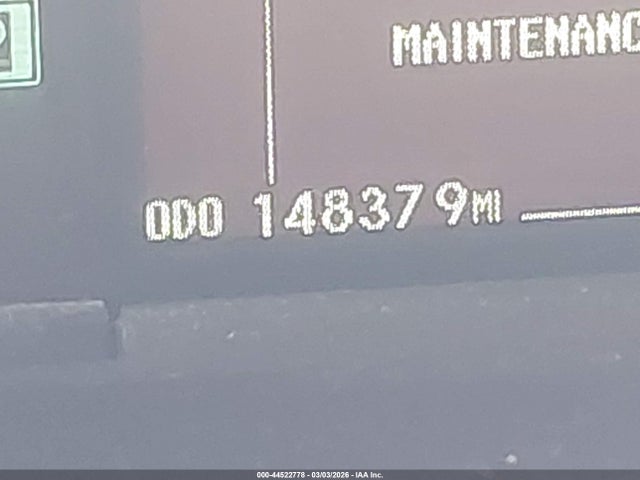 MAINTENANC
ODO 148379MI
000-44522778 - 03/03/2026 - IAA Inc.